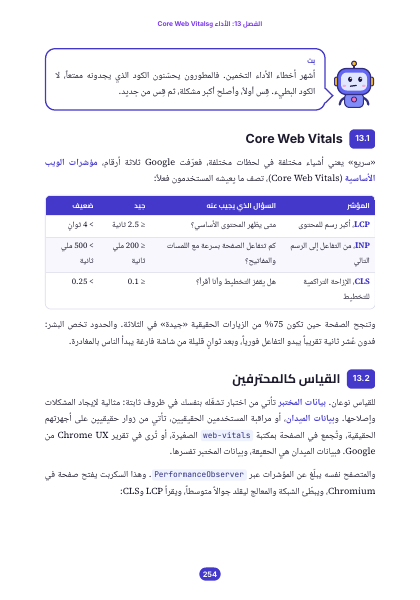 الفصل 13: الأداء وCore Web Vitals
بت
أشهر أخطاء الأداء التخمين. فالمطورون يحسّنون الكود الذي يجدونه ممتعاً، لا
الكود البطيء. قِس أولاً، وأصلح أكبر مشكلة، ثم قِس من جديد.
13.1 Core Web Vitals
«سريع» يعني أشياء مختلفة في لحظات مختلفة، فعرّفت Google ثلاثة أرقام، مؤشرات الويب
الأساسية (Core Web Vitals)، تصف ما يعيشه المستخدمون فعلاً:
المؤشر السؤال الذي يجيب عنه جيد ضعيف
LCP، أكبر رسم للمحتوى متى يظهر المحتوى الأساسي؟ ≤ 2.5 ثانية > 4 ثوانٍ
INP، من التفاعل إلى الرسم كم تتفاعل الصفحة بسرعة مع اللمسات ≤ 200 ملي > 500 ملي
التالي والمفاتيح؟ ثانية ثانية
CLS، الإزاحة التراكمية هل يقفز التخطيط وأنا أقرأ؟ ≤ 0.1 > 0.25
للتخطيط
وتنجح الصفحة حين تكون 75% من الزيارات الحقيقية «جيدة» في الثلاثة. والحدود تخص البشر:
فدون عُشر ثانية تقريباً يبدو التفاعل فورياً، وبعد ثوانٍ قليلة من شاشة فارغة يبدأ الناس بالمغادرة.
13.2 القياس كالمحترفين
للقياس نوعان. بيانات المختبر تأتي من اختبار تشغّله بنفسك في ظروف ثابتة: مثالية لإيجاد المشكلات
وإصلاحها. وبيانات الميدان، أو مراقبة المستخدمين الحقيقيين، تأتي من زوار حقيقيين على أجهزتهم
الحقيقية، وتُجمع في الصفحة بمكتبة web-vitals الصغيرة، أو تُرى في تقرير Chrome UX من
Google. فبيانات الميدان هي الحقيقة، وبيانات المختبر تفسرها.
والمتصفح نفسه يبلّغ عن المؤشرات عبر PerformanceObserver. وهذا السكربت يفتح صفحة في
Chromium، ويبطّئ الشبكة والمعالج ليقلد جوالاً متوسطاً، ويقرأ LCP وCLS:
254